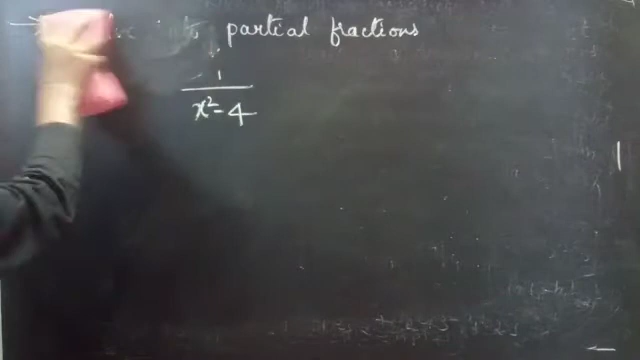 partial fractions
1
x² - 4